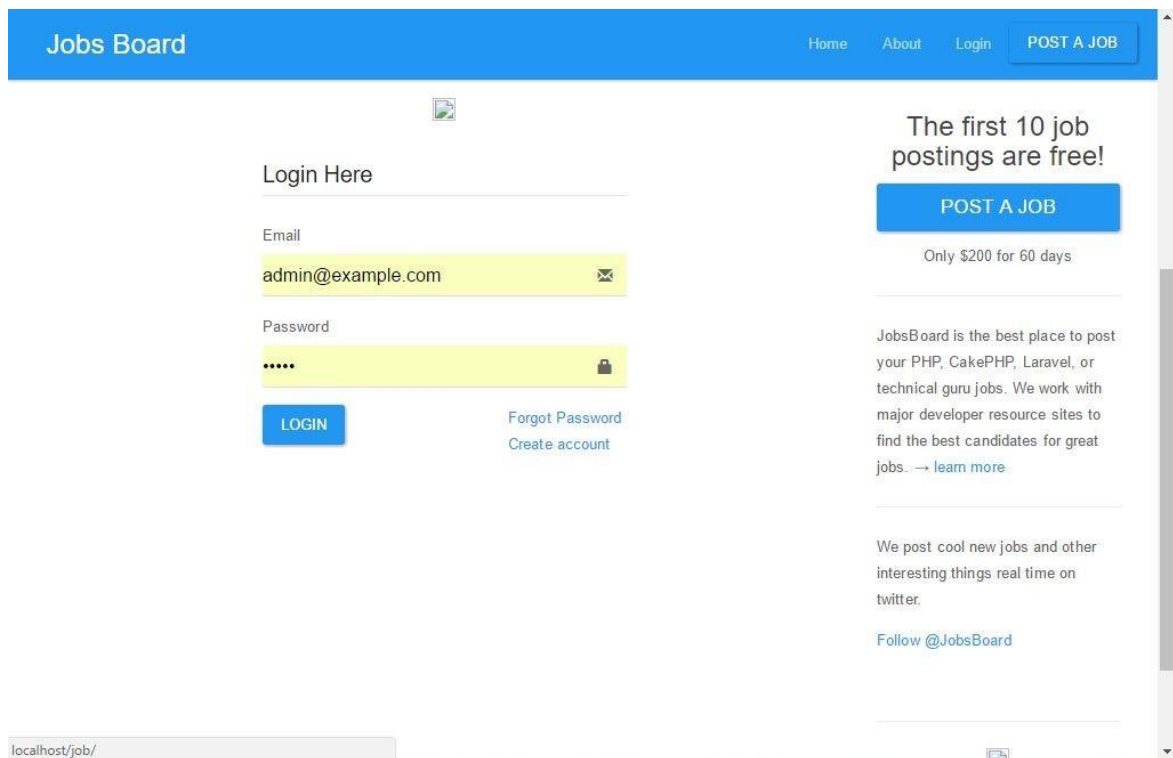 Jobs Board
Home About Login POST A JOB
Login Here
Email
admin@example.com
Password
•••••
LOGIN
Forgot Password
Create account
The first 10 job
postings are free!
POST A JOB
Only $200 for 60 days
JobsBoard is the best place to post
your PHP, CakePHP, Laravel, or
technical guru jobs. We work with
major developer resource sites to
find the best candidates for great
jobs. → learn more
We post cool new jobs and other
interesting things real time on
twitter.
Follow @JobsBoard
localhost/job/